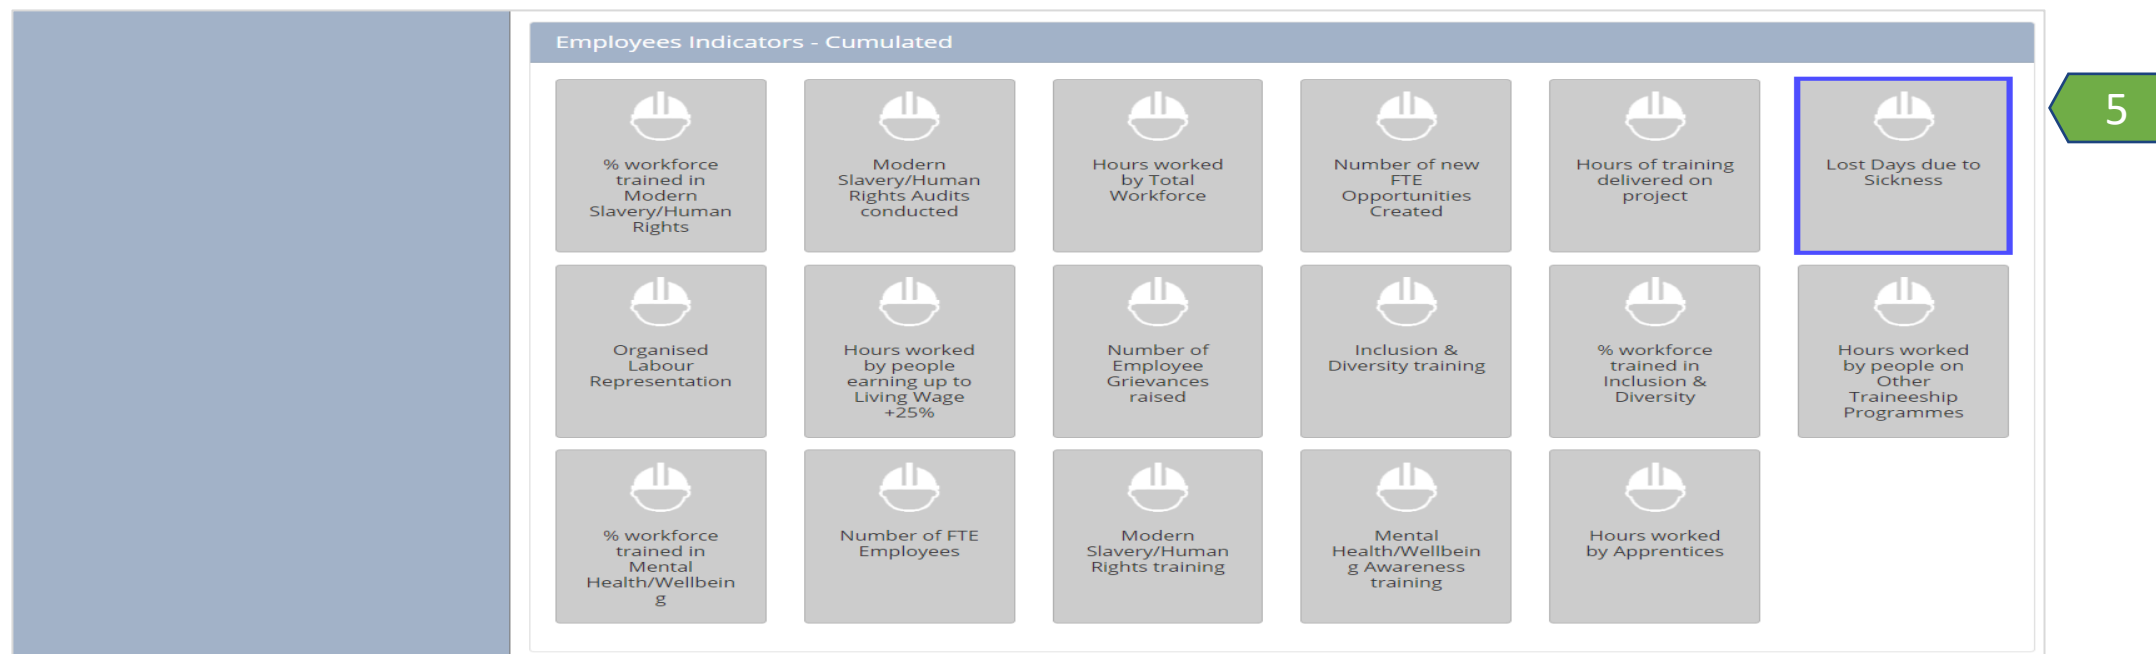 Employees Indicators - Cumulated
% workforce
trained in
Modern
Slavery/Human
Rights
Modern
Slavery/Human
Rights Audits
conducted
Hours worked
by Total
Workforce
Number of new
FTE
Opportunities
Created
Hours of training
delivered on
project
Lost Days due to
Sickness
5
Organised
Labour
Representation
Hours worked
by people
earning up to
Living Wage
+25%
Number of
Employee
Grievances
raised
Inclusion &
Diversity training
% workforce
trained in
Inclusion &
Diversity
Hours worked
by people on
Other
Traineeship
Programmes
% workforce
trained in
Mental
Health/Wellbein
g
Number of FTE
Employees
Modern
Slavery/Human
Rights training
Mental
Health/Wellbein
g Awareness
training
Hours worked
by Apprentices